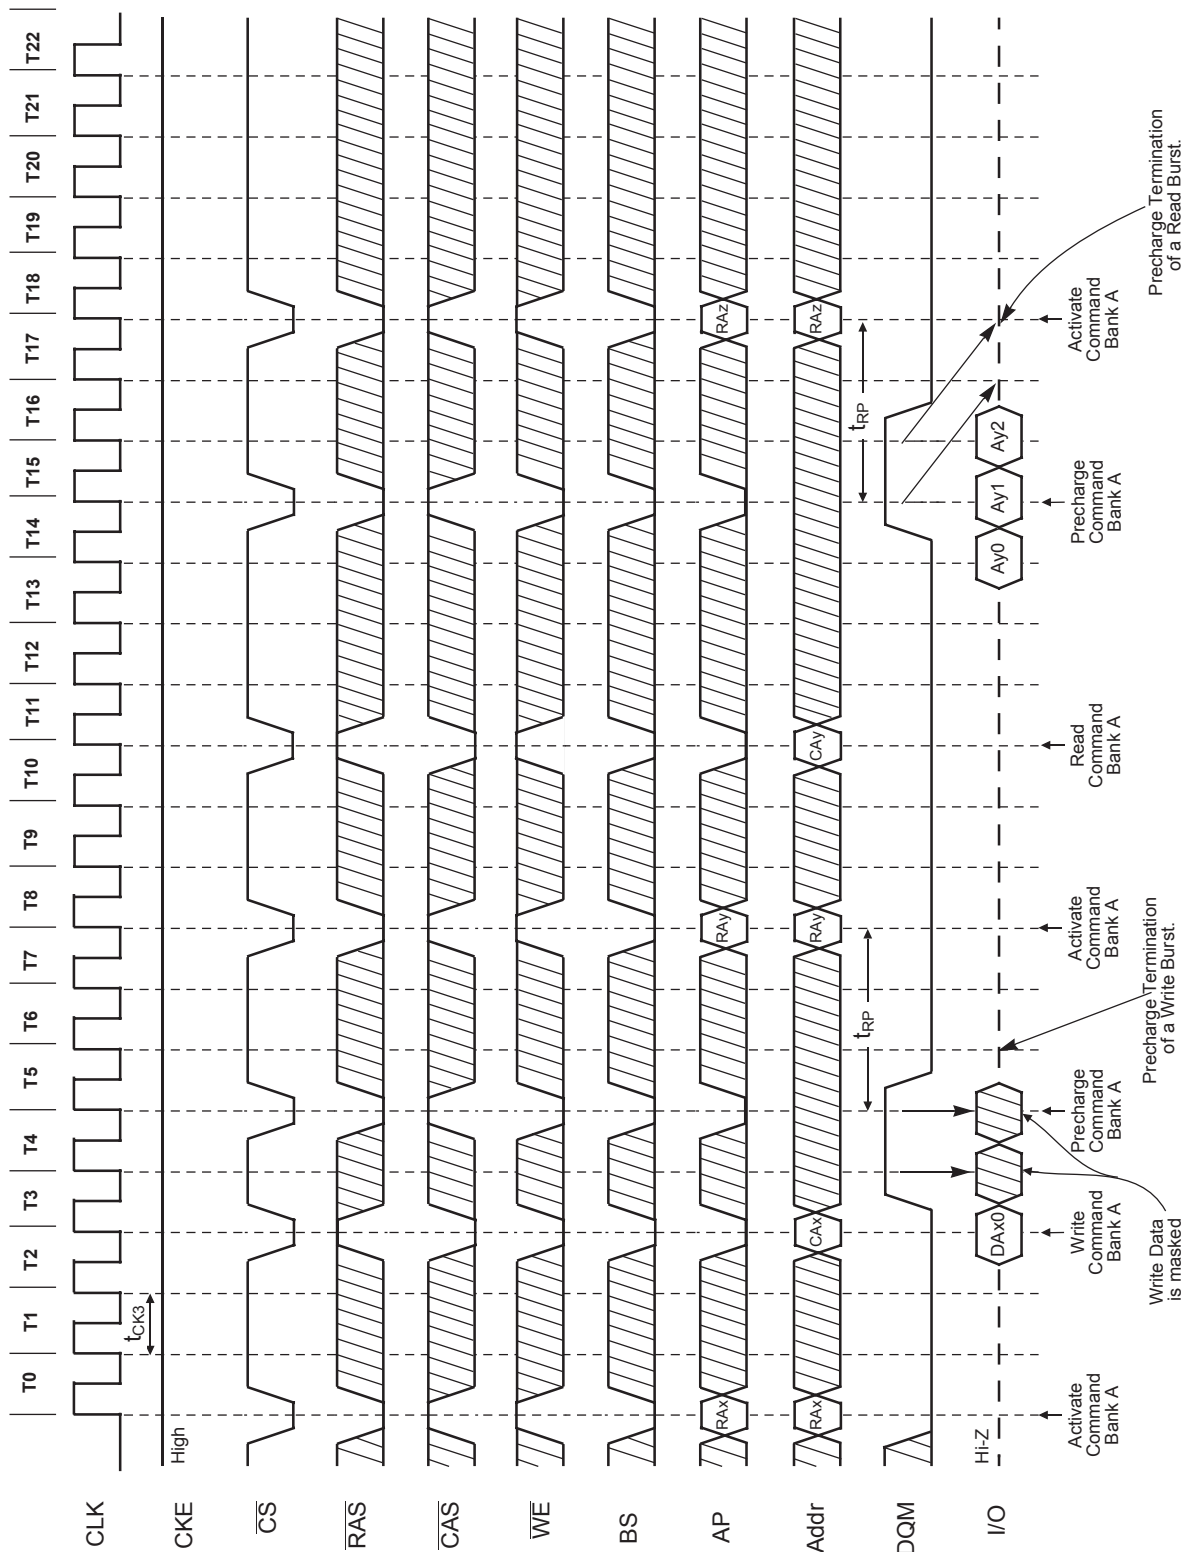 T0 T1 T2 T3 T4 T5 T6 T7 T8 T9 T10 T11 T12 T13 T14 T15 T16 T17 T18 T19 T20 T21 T22
CLK
tCK3
CKE
High
CS
RAS
CAS
WE
BS
AP
RAx
RAy
RAz
Addr
RAx
CAx
RAy
CAy
RAz
tRP
tRP
DQM
I/O
Hi-Z
DAx0
Ay0
Ay1
Ay2
Activate
Command
Bank A
Write
Command
Bank A
Precharge
Command
Bank A
Activate
Command
Bank A
Read
Command
Bank A
Precharge
Command
Bank A
Activate
Command
Bank A
Write Data
is masked
Precharge Termination
of a Write Burst.
Precharge Termination
of a Read Burst.